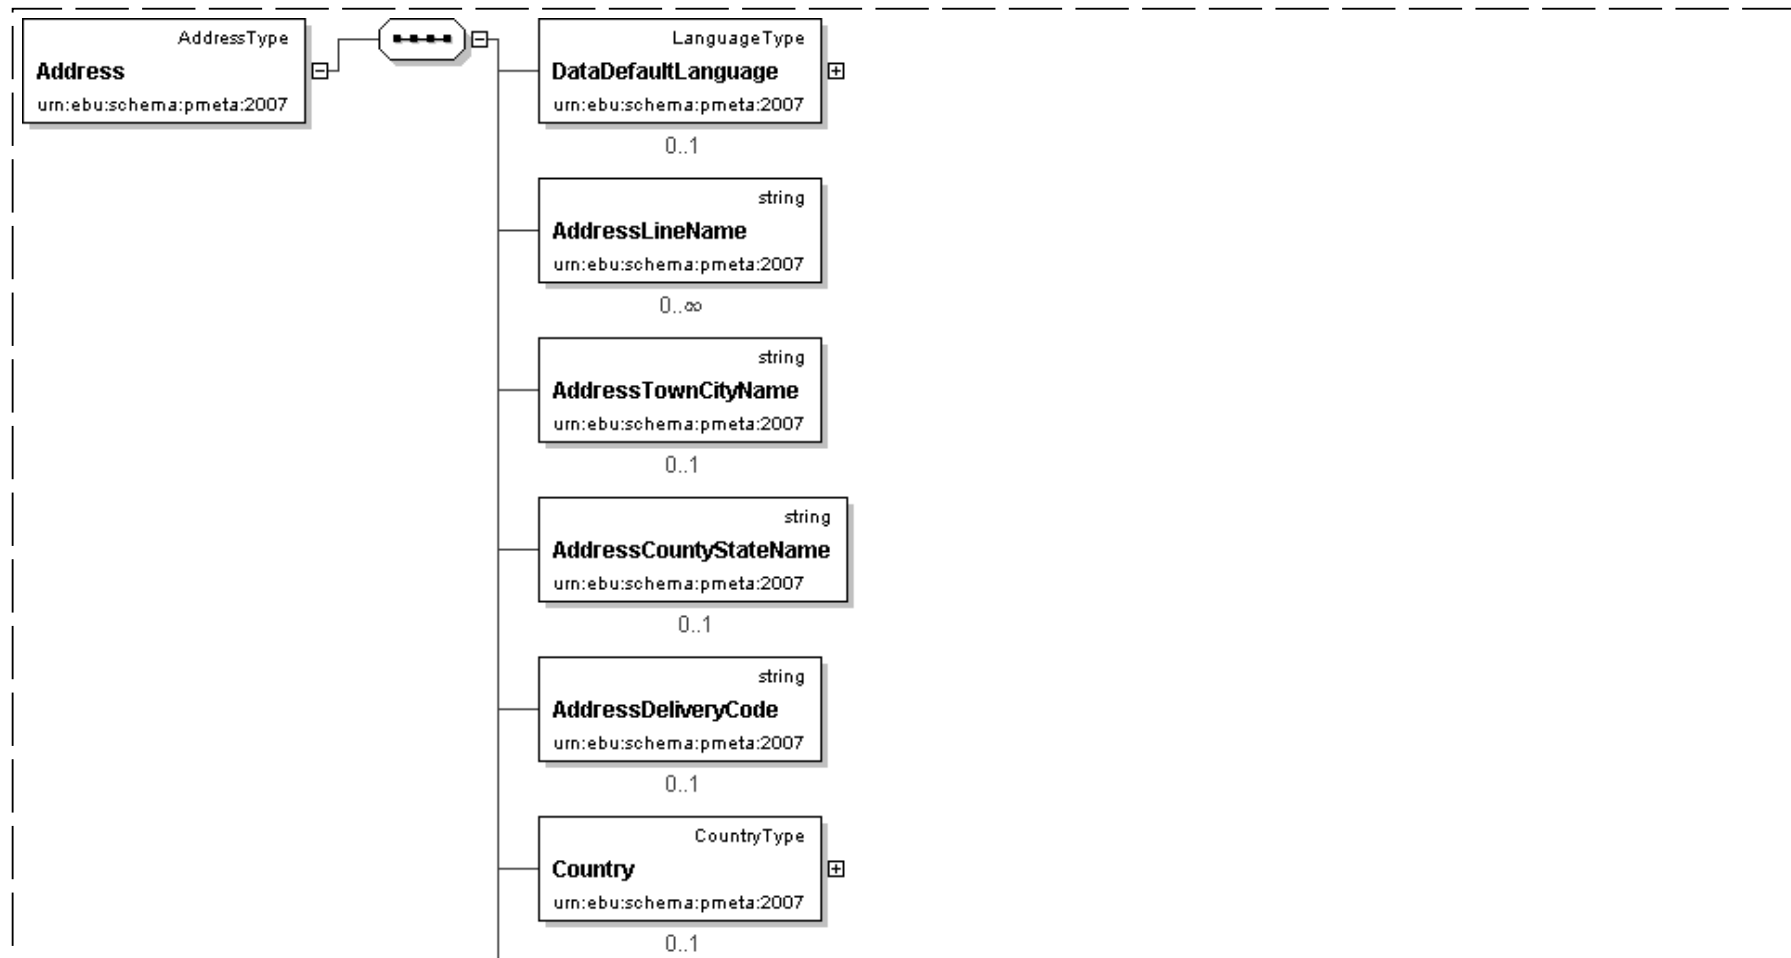 AddressType
Address
urn:ebu:schema:pmeta:2007
LanguageType
DataDefaultLanguage
urn:ebu:schema:pmeta:2007
0..1
string
AddressLineName
urn:ebu:schema:pmeta:2007
0..∞
string
AddressTownCityName
urn:ebu:schema:pmeta:2007
0..1
string
AddressCountyStateName
urn:ebu:schema:pmeta:2007
0..1
string
AddressDeliveryCode
urn:ebu:schema:pmeta:2007
0..1
CountryType
Country
urn:ebu:schema:pmeta:2007
0..1